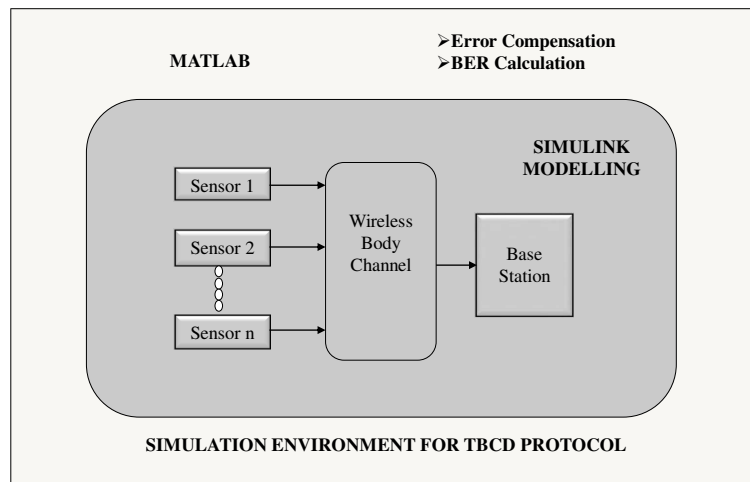 MATLAB
➢Error Compensation
➢BER Calculation
SIMULINK
MODELLING
Sensor 1
Sensor 2
Sensor n
Wireless
Body
Channel
Base
Station
SIMULATION ENVIRONMENT FOR TBCD PROTOCOL